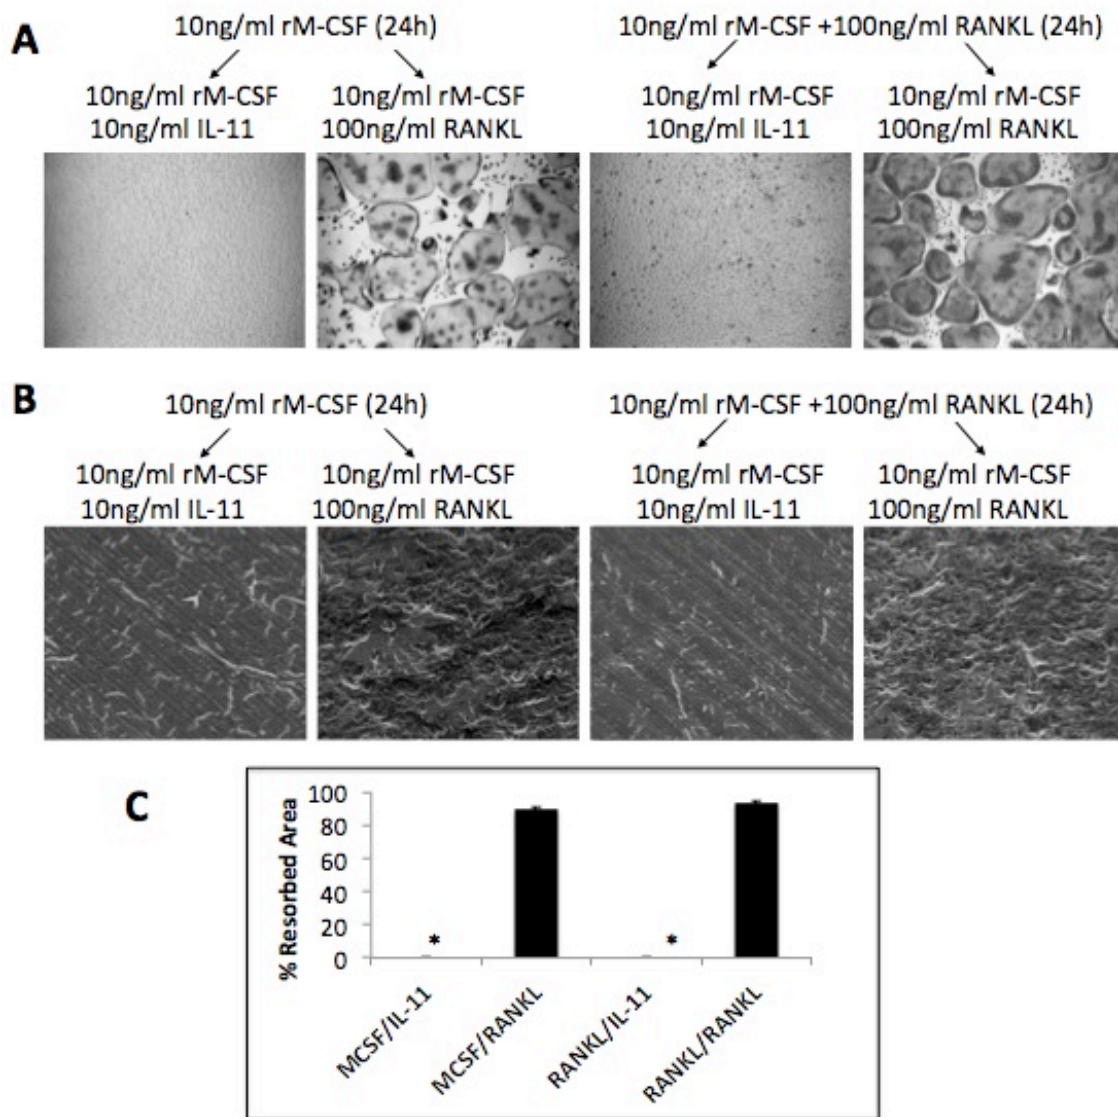 A
10ng/ml rM-CSF (24h)
10ng/ml rM-CSF +100ng/ml RANKL (24h)
10ng/ml rM-CSF
10ng/ml IL-11
10ng/ml rM-CSF
100ng/ml RANKL
10ng/ml rM-CSF
10ng/ml IL-11
10ng/ml rM-CSF
100ng/ml RANKL
B
10ng/ml rM-CSF (24h)
10ng/ml rM-CSF +100ng/ml RANKL (24h)
10ng/ml rM-CSF
10ng/ml IL-11
10ng/ml rM-CSF
100ng/ml RANKL
10ng/ml rM-CSF
10ng/ml IL-11
10ng/ml rM-CSF
100ng/ml RANKL
C
% Resorbed Area
100
80
60
40
20
0
*
*
MCSF/IL-11
MCSF/RANKL
RANKL/IL-11
RANKL/RANKL